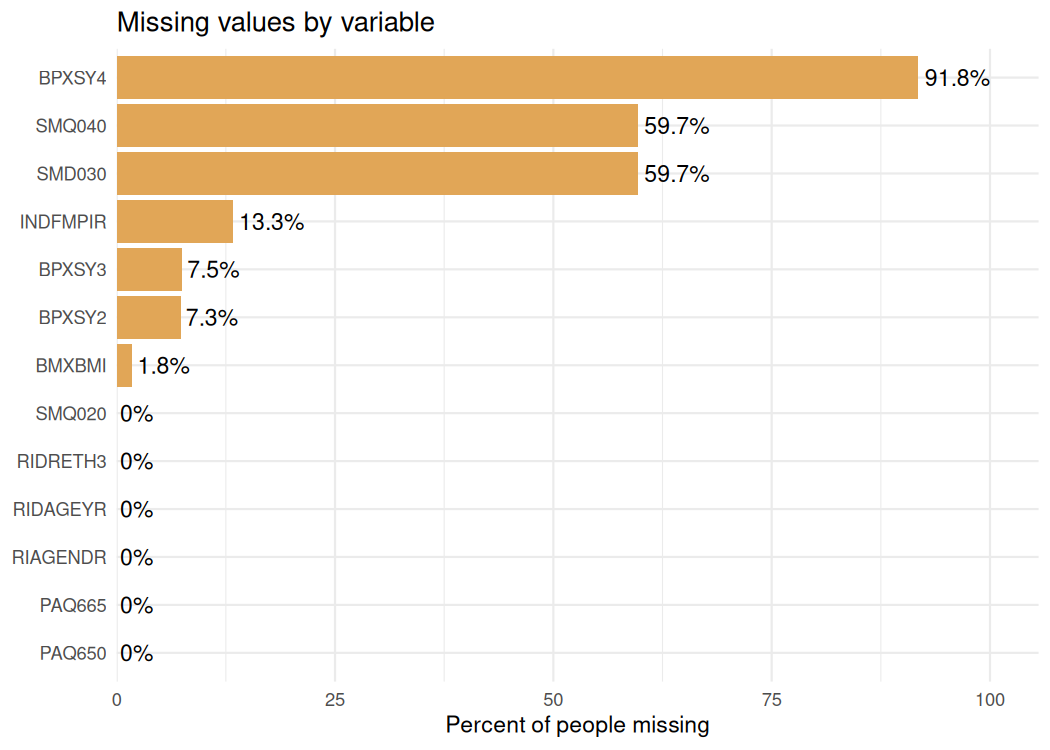 Missing values by variable
BPXSY4 91.8%
SMQ040 59.7%
SMD030 59.7%
INDFMPIR 13.3%
BPXSY3 7.5%
BPXSY2 7.3%
BMXBMI 1.8%
SMQ020 0%
RIDRETH3 0%
RIDAGEYR 0%
RIAGENDR 0%
PAQ665 0%
PAQ650 0%
0 25 50 75 100
Percent of people missing